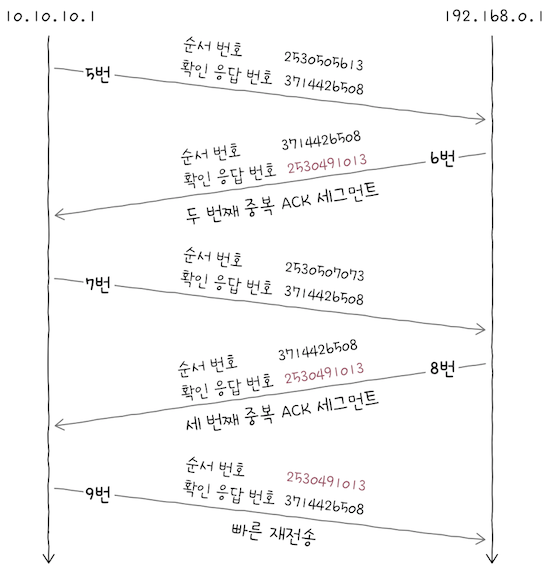 10.10.10.1
192.168.0.1
순서 번호 2530505613
5번
확인 응답 번호 3714426508
순서 번호 3714426508
확인 응답 번호 2530491013
6번
두 번째 중복 ACK 세그먼트
순서 번호 2530507073
7번
확인 응답 번호 3714426508
순서 번호 3714426508
확인 응답 번호 2530491013
8번
세 번째 중복 ACK 세그먼트
순서 번호 2530491013
9번
확인 응답 번호 3714426508
빠른 재전송